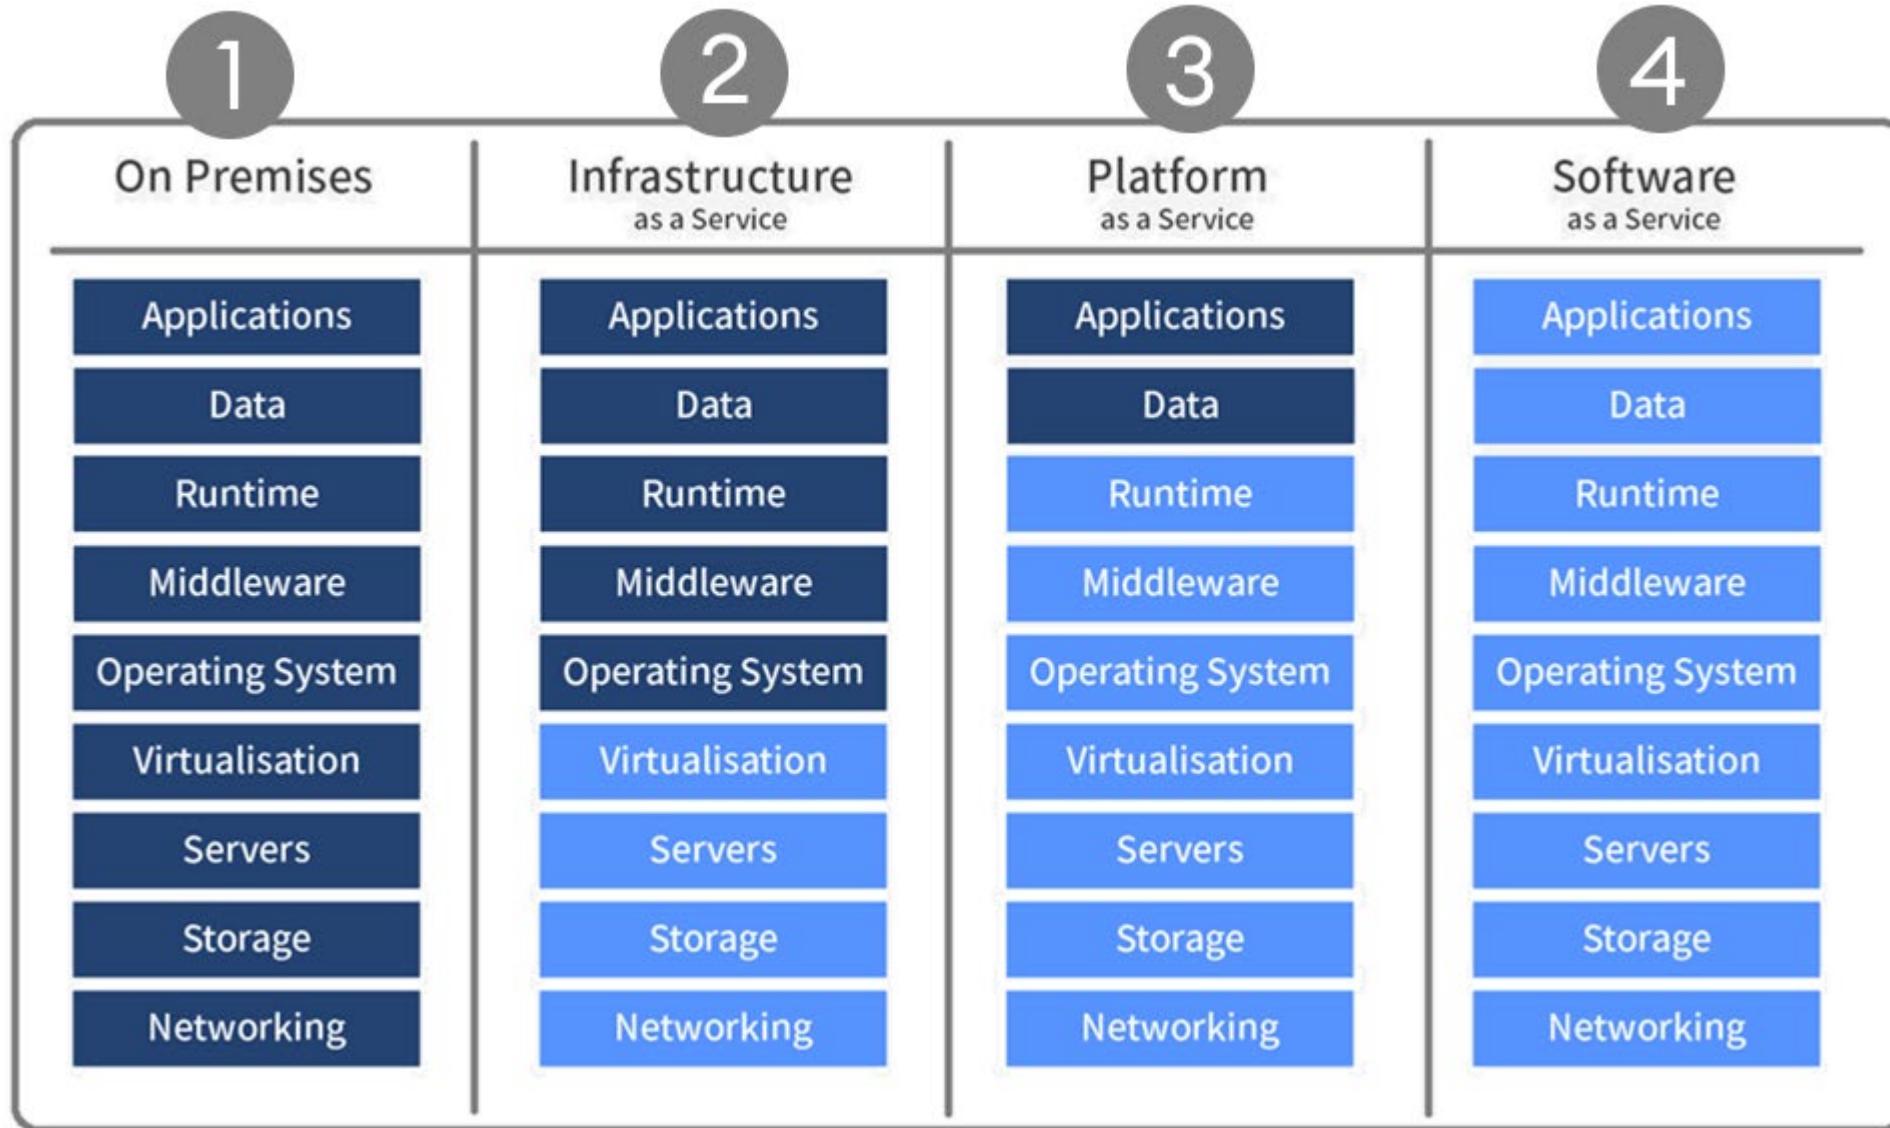 1
On Premises
Applications
Data
Runtime
Middleware
Operating System
Virtualisation
Servers
Storage
Networking
2
Infrastructure
as a Service
Applications
Data
Runtime
Middleware
Operating System
Virtualisation
Servers
Storage
Networking
3
Platform
as a Service
Applications
Data
Runtime
Middleware
Operating System
Virtualisation
Servers
Storage
Networking
4
Software
as a Service
Applications
Data
Runtime
Middleware
Operating System
Virtualisation
Servers
Storage
Networking